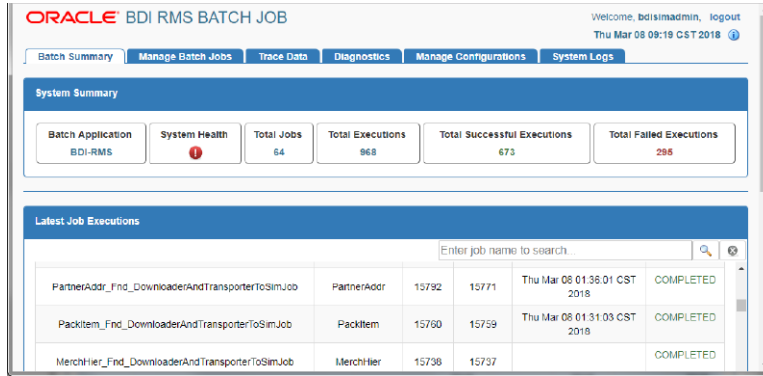 ORACLE BDI RMS BATCH JOB
Welcome, bdisimadmin, logout
Thu Mar 08 09:19 CST 2018
Batch Summary Manage Batch Jobs Trace Data Diagnostics Manage Configurations System Logs
System Summary
Batch Application System Health Total Jobs Total Executions Total Successful Executions Total Failed Executions
BDI-RMS 64 968 673 295
Latest Job Executions
Enter job name to search...
PartnerAddr_Fnd_DownloaderAndTransporterToSimJob PartnerAddr 15792 15771 Thu Mar 08 01:36:01 CST 2018 COMPLETED
PackItem_Fnd_DownloaderAndTransporterToSimJob PackItem 15760 15759 Thu Mar 08 01:31:03 CST 2018 COMPLETED
MerchHier_Fnd_DownloaderAndTransporterToSimJob MerchHier 15738 15737 COMPLETED